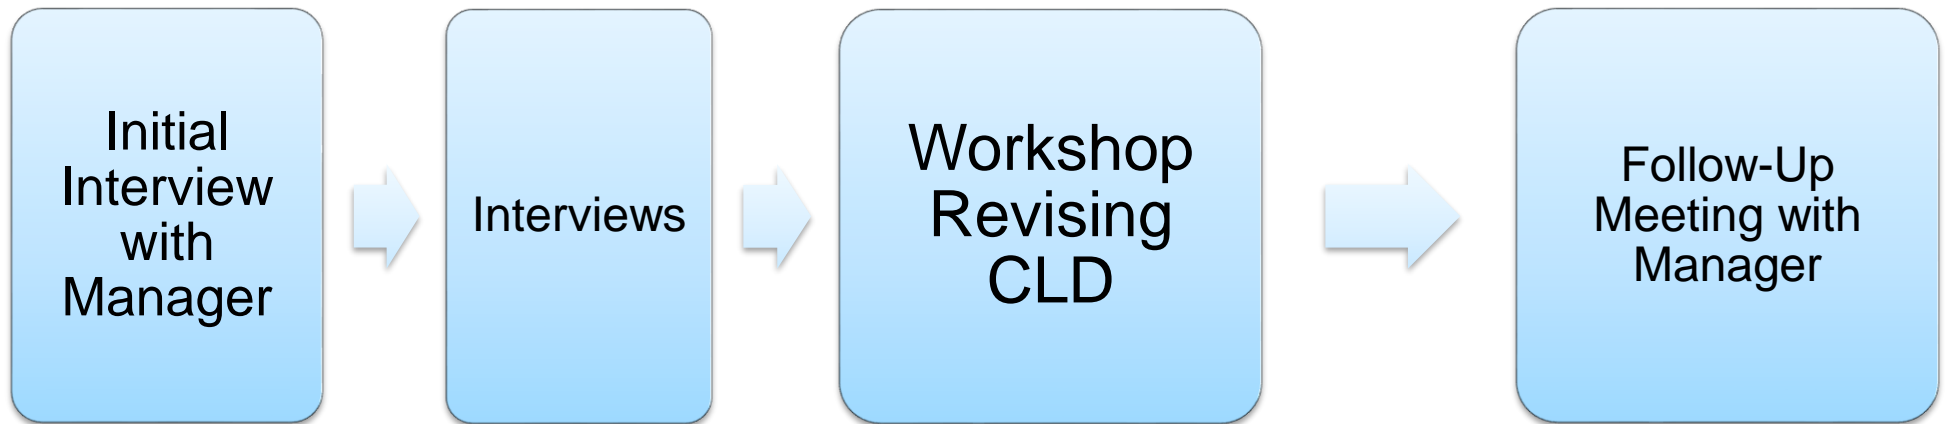 Initial
Interview
with
Manager
Interviews
Workshop
Revising
CLD
Follow-Up
Meeting with
Manager